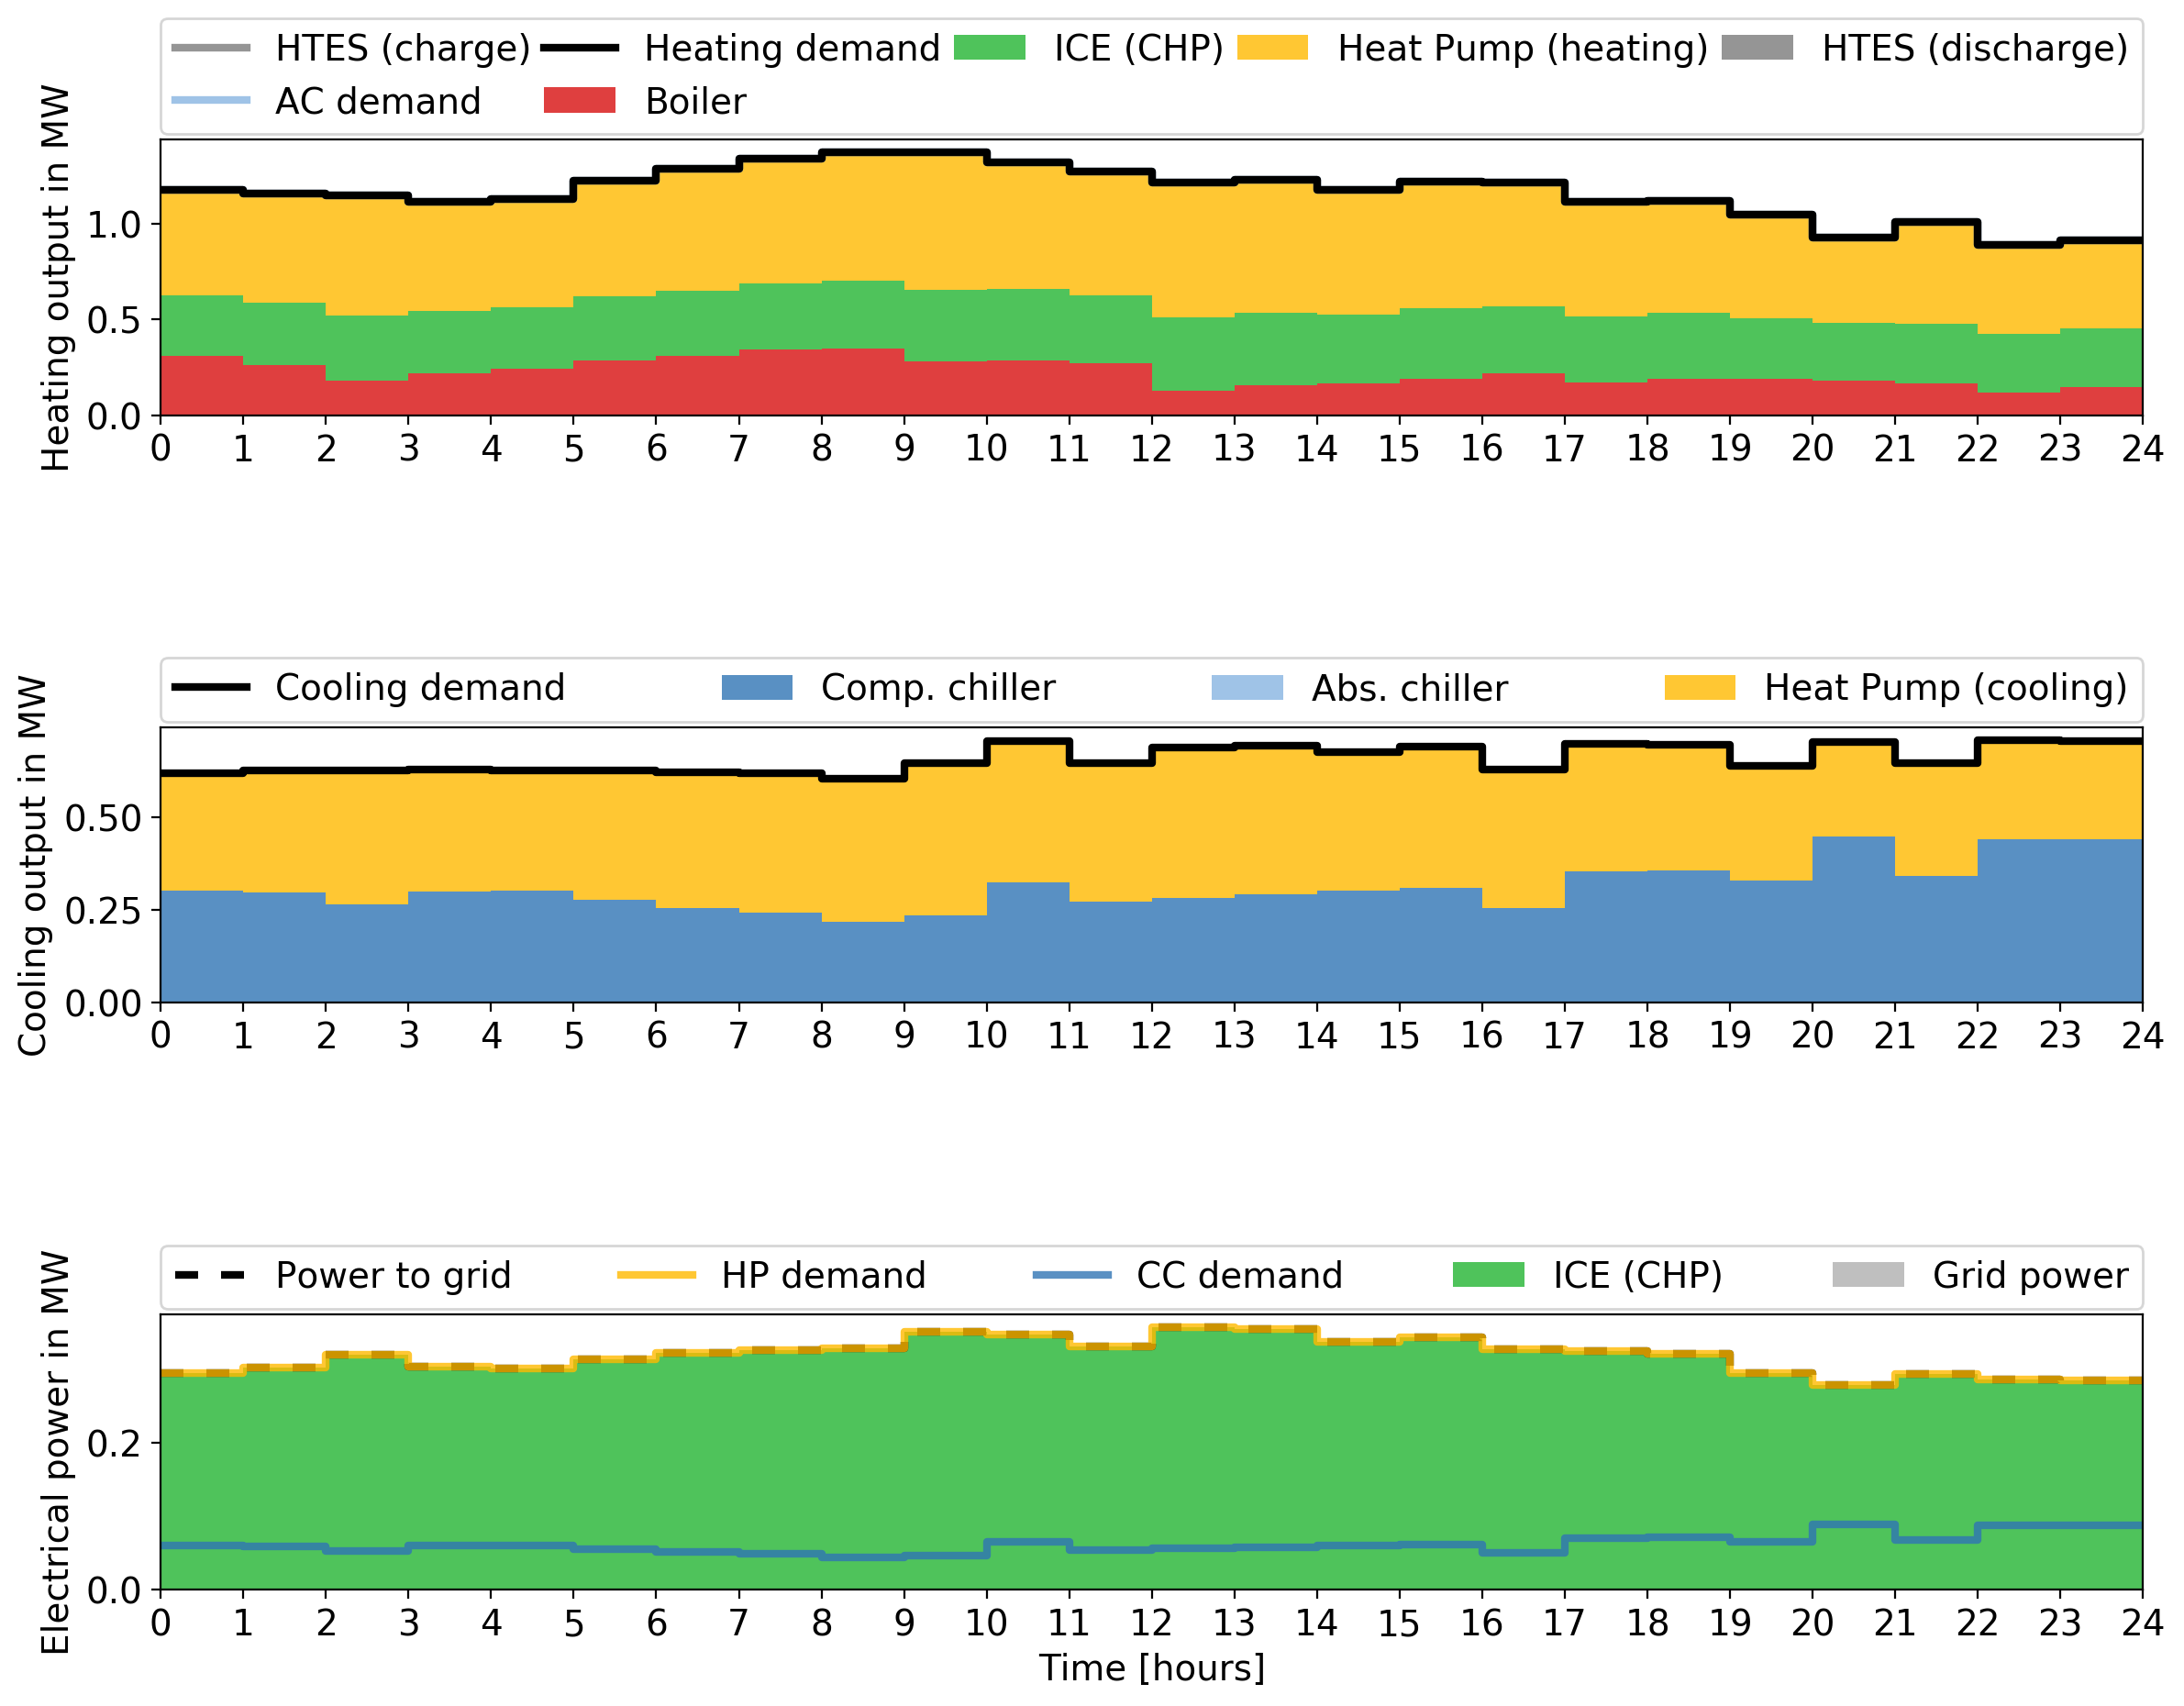 HTES (charge) Heating demand ICE (CHP) Heat Pump (heating) HTES (discharge)
AC demand Boiler
Heating output in MW
1.0
0.5
0.0
0 1 2 3 4 5 6 7 8 9 10 11 12 13 14 15 16 17 18 19 20 21 22 23 24
Cooling demand Comp. chiller Abs. chiller Heat Pump (cooling)
Cooling output in MW
0.50
0.25
0.00
0 1 2 3 4 5 6 7 8 9 10 11 12 13 14 15 16 17 18 19 20 21 22 23 24
Power to grid HP demand CC demand ICE (CHP) Grid power
Electrical power in MW
0.2
0.0
0 1 2 3 4 5 6 7 8 9 10 11 12 13 14 15 16 17 18 19 20 21 22 23 24
Time [hours]